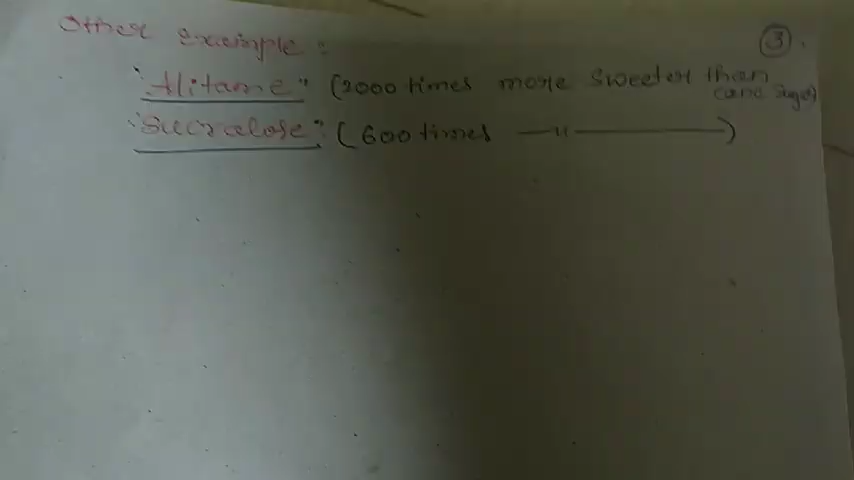 Other example:
③.
"Alitame" (2000 times more sweeter than
cane sugar)
"Sucralose" (600 times —"———)